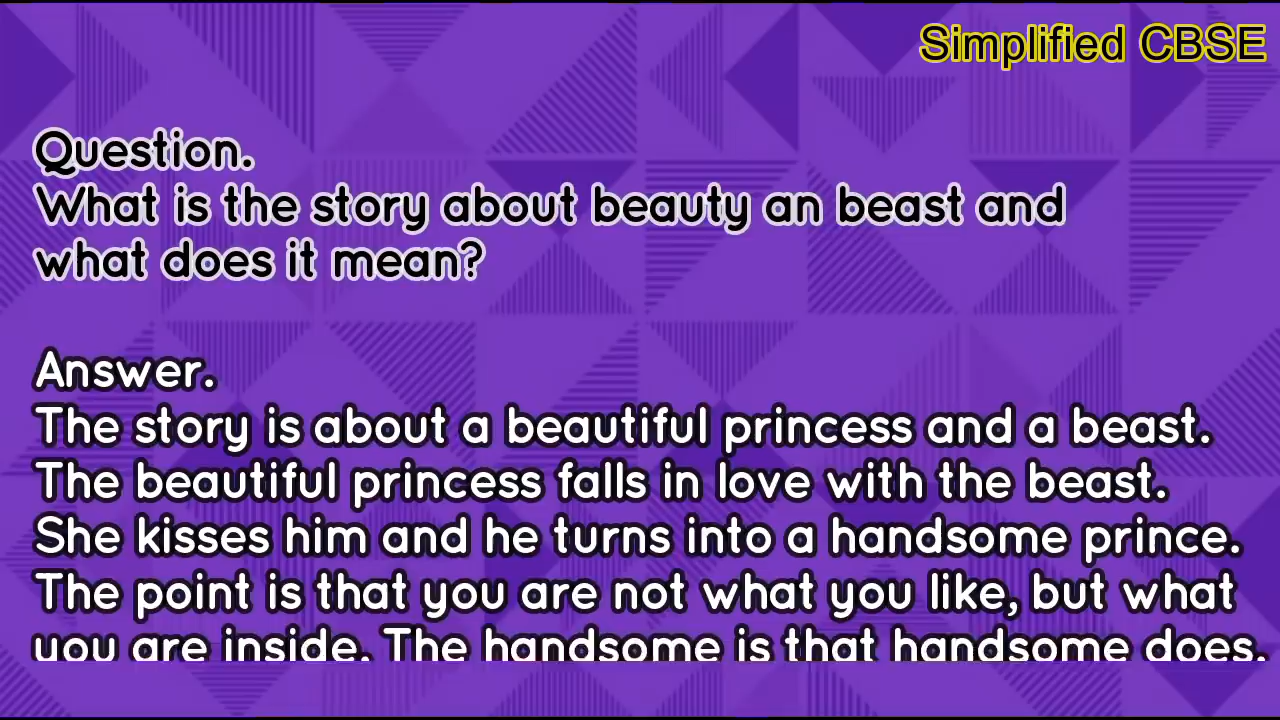 Simplified CBSE
Question.
What is the story about beauty an beast and
what does it mean?
Answer.
The story is about a beautiful princess and a beast.
The beautiful princess falls in love with the beast.
She kisses him and he turns into a handsome prince.
The point is that you are not what you like, but what
you are inside. The handsome is that handsome does.